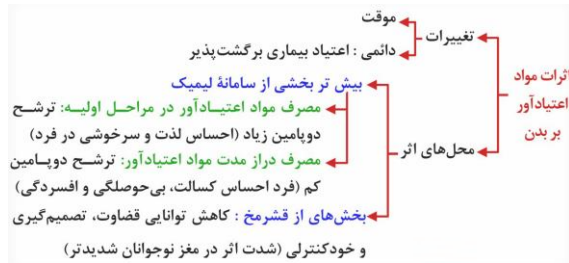 اثرات مواد
اعتیادآور
بر بدن
تغییرات
موقت
دائمی : اعتیاد بیماری برگشت‌پذیر
محل‌های اثر
بیش تر بخشی از سامانهٔ لیمبیک
مصرف مواد اعتیادآور در مراحل اولیه: ترشح
دوپامین زیاد (احساس لذت و سرخوشی در فرد)
مصرف دراز مدت مواد اعتیادآور: ترشح دوپامین
کم (فرد احساس کسالت، بی‌حوصلگی و افسردگی)
بخش‌های از قشرمخ : کاهش توانایی قضاوت، تصمیم‌گیری
و خودکنترلی (شدت اثر در مغز نوجوانان شدیدتر)